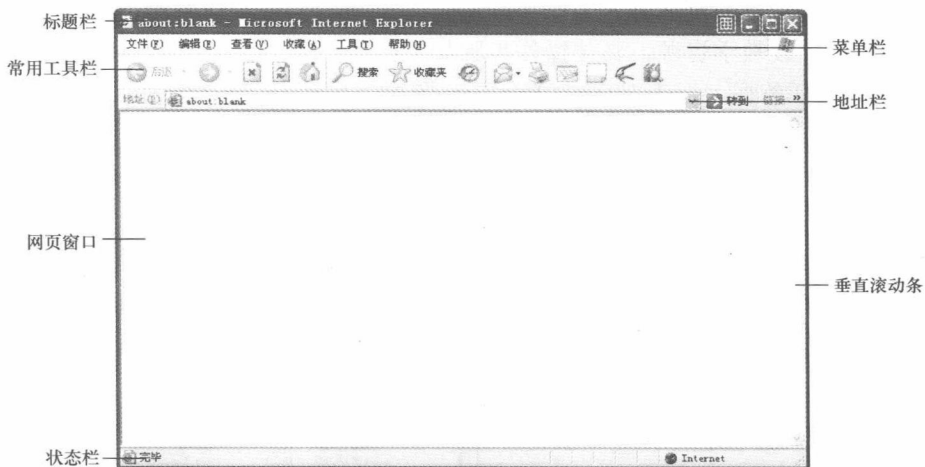 标题栏
about:blank - Microsoft Internet Explorer
文件(F) 编辑(E) 查看(V) 收藏(A) 工具(T) 帮助(H)
菜单栏
常用工具栏
后退 搜索 收藏夹
地址(D) about:blank 转到 链接 »
地址栏
网页窗口
垂直滚动条
状态栏
完毕 Internet